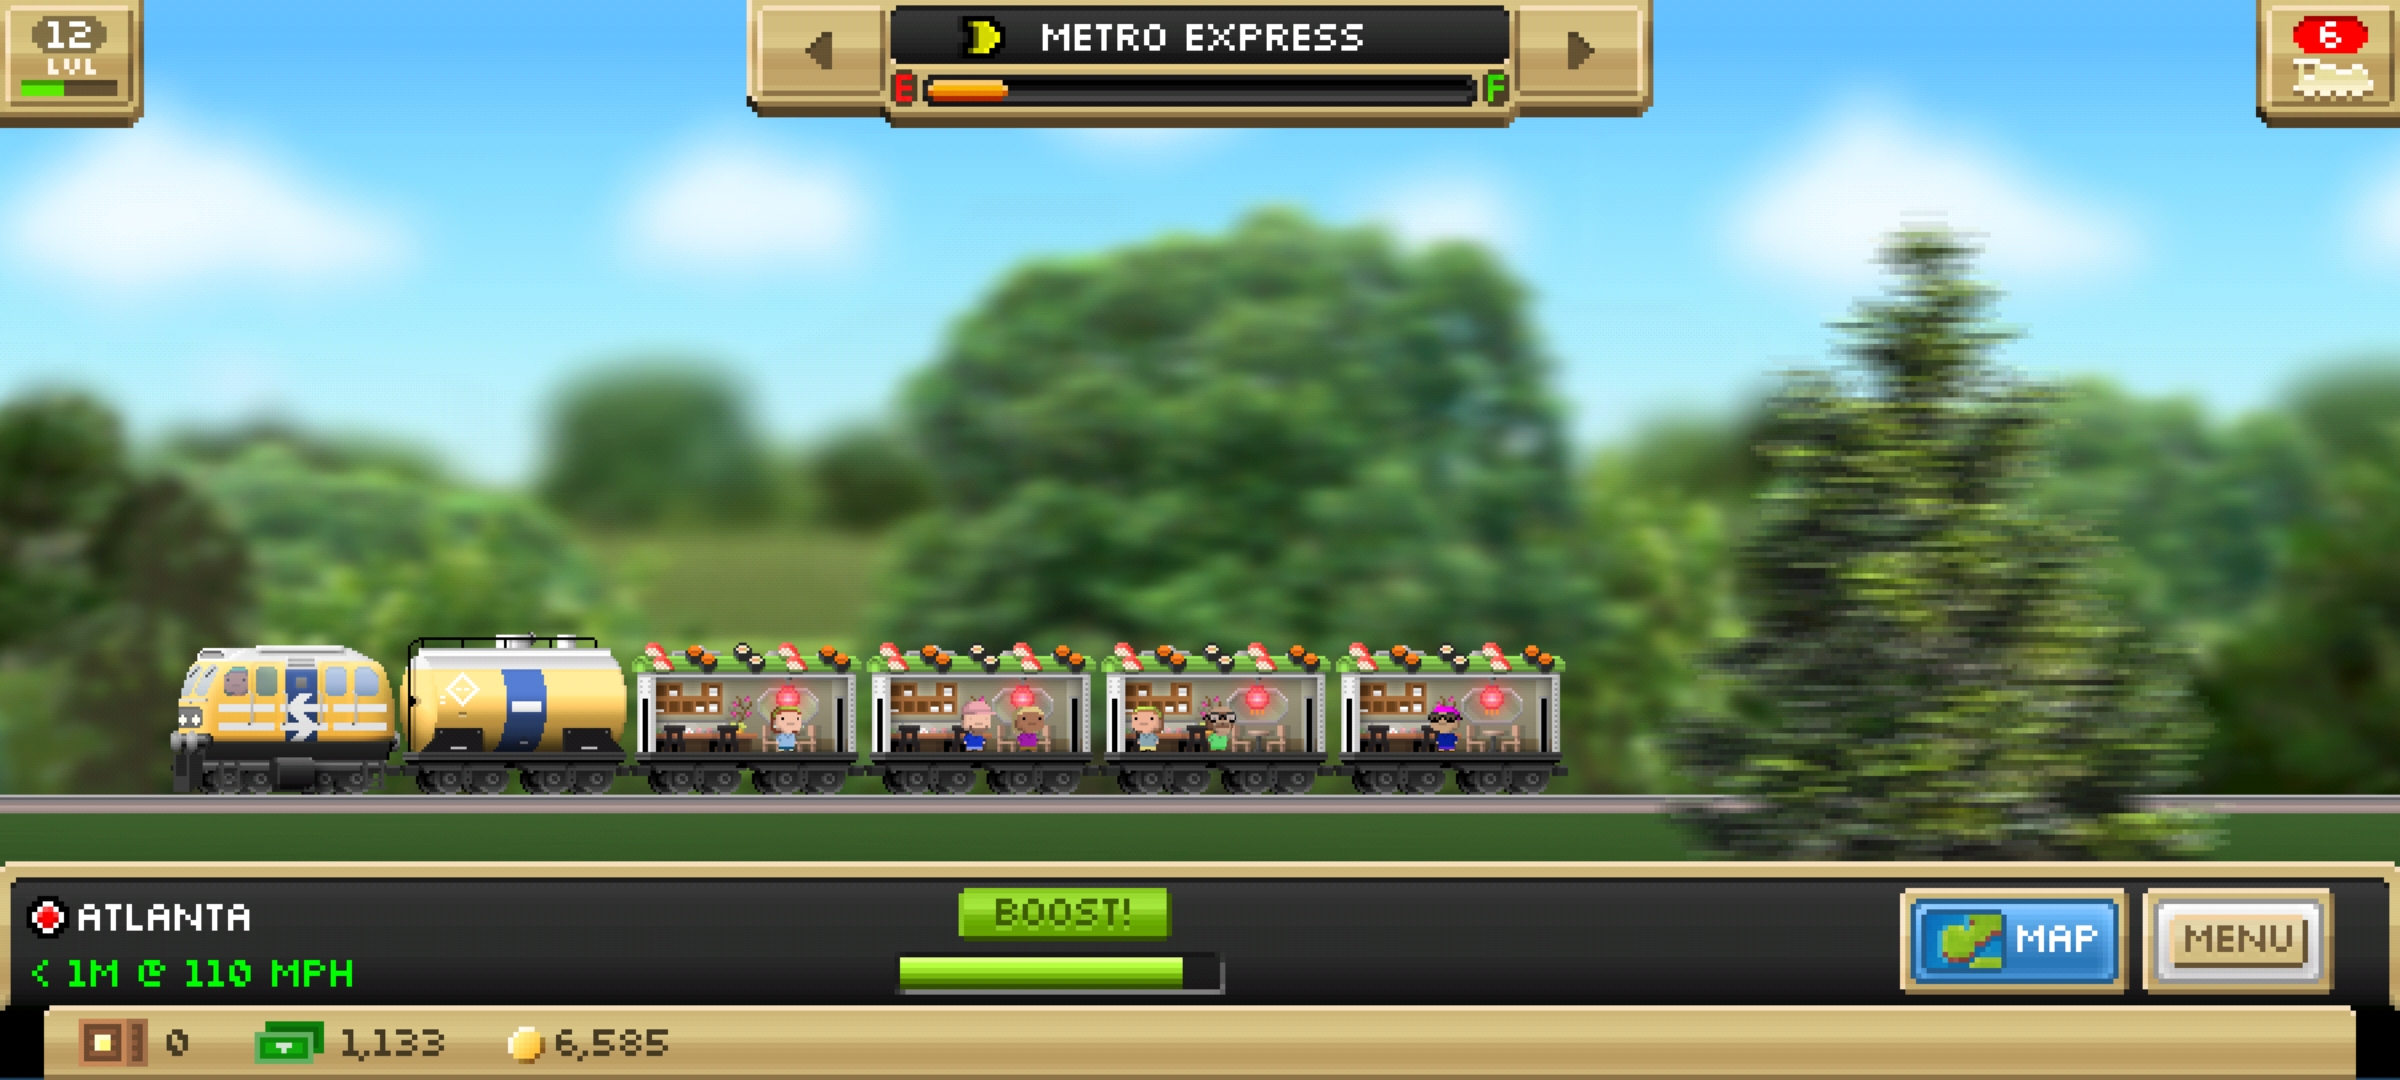 12
LVL
METRO EXPRESS
E F
6
ATLANTA
< 1M @ 110 MPH
BOOST!
MAP
MENU
0 1,133 6,585